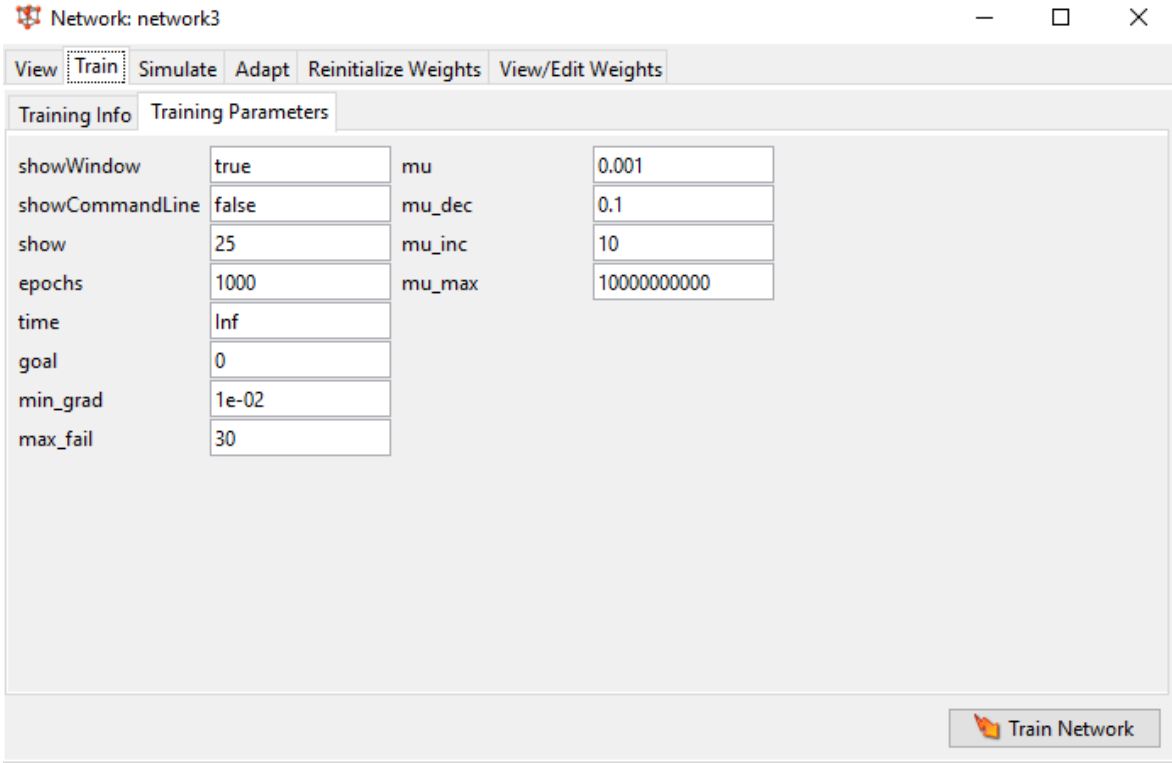 Network: network3
View Train Simulate Adapt Reinitialize Weights View/Edit Weights
Training Info Training Parameters
showWindow true mu 0.001
showCommandLine false mu_dec 0.1
show 25 mu_inc 10
epochs 1000 mu_max 10000000000
time Inf
goal 0
min_grad 1e-02
max_fail 30
Train Network